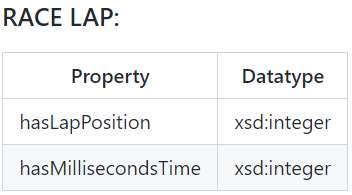 RACE LAP:
Property Datatype
hasLapPosition xsd:integer
hasMillisecondsTime xsd:integer